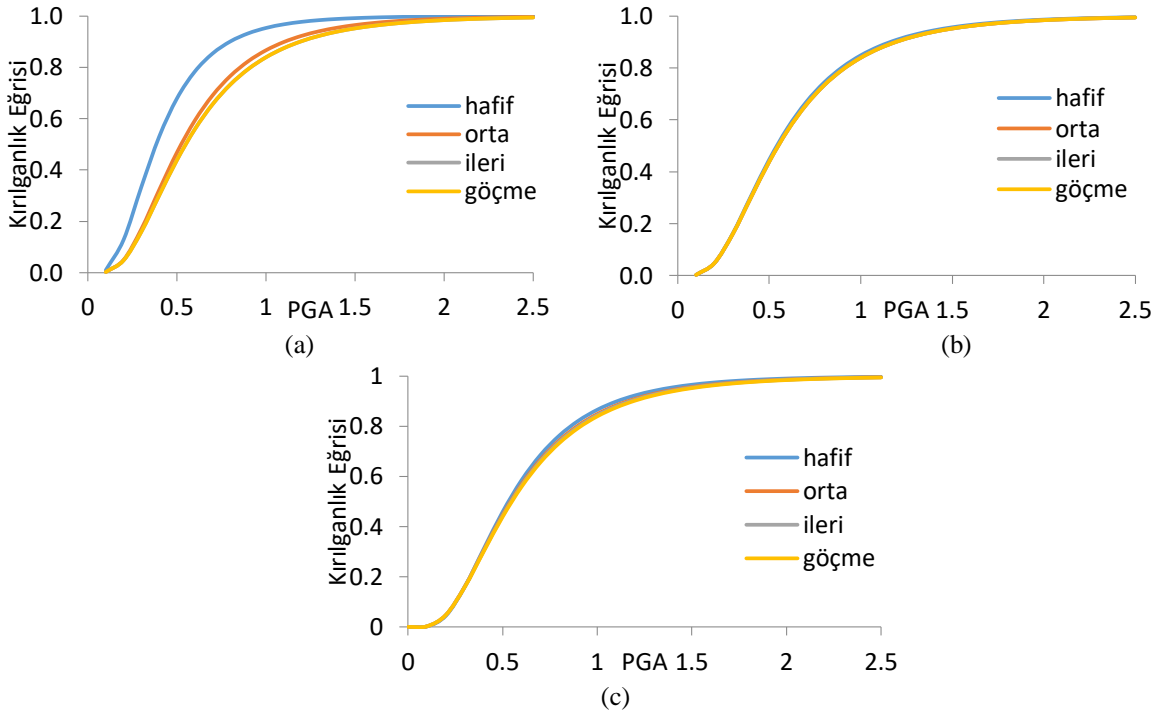 Kırılganlık Eğrisi
1.0
0.8
0.6
0.4
0.2
0.0
0 0.5 1 PGA 1.5 2 2.5
hafif
orta
ileri
göçme
(a)
Kırılganlık Eğrisi
1.0
0.8
0.6
0.4
0.2
0.0
0 0.5 1 PGA 1.5 2 2.5
hafif
orta
ileri
göçme
(b)
Kırılganlık Eğrisi
1
0.8
0.6
0.4
0.2
0
0 0.5 1 PGA 1.5 2 2.5
hafif
orta
ileri
göçme
(c)